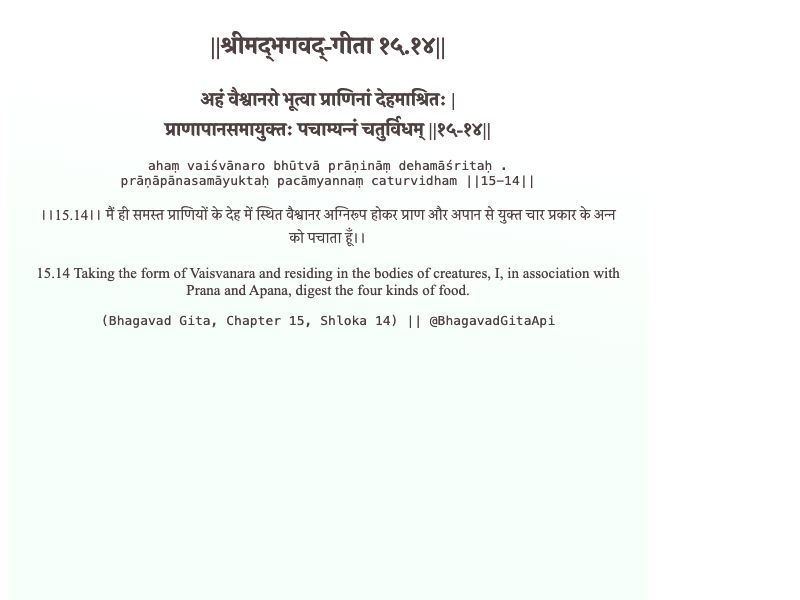 ||श्रीमद्‍भगवद्‍-गीता १५.१४||
अहं वैश्वानरो भूत्वा प्राणिनां देहमाश्रितः |
प्राणापानसमायुक्तः पचाम्यन्नं चतुर्विधम् ||१५-१४||
ahaṃ vaiśvānaro bhūtvā prāṇināṃ dehamāśritaḥ .
prāṇāpānasamāyuktaḥ pacāmyannaṃ caturvidham ||15-14||
।।15.14।। मैं ही समस्त प्राणियों के देह में स्थित वैश्वानर अग्निरूप होकर प्राण और अपान से युक्त चार प्रकार के अन्न
को पचाता हूँ।।
15.14 Taking the form of Vaisvanara and residing in the bodies of creatures, I, in association with
Prana and Apana, digest the four kinds of food.
(Bhagavad Gita, Chapter 15, Shloka 14) || @BhagavadGitaApi